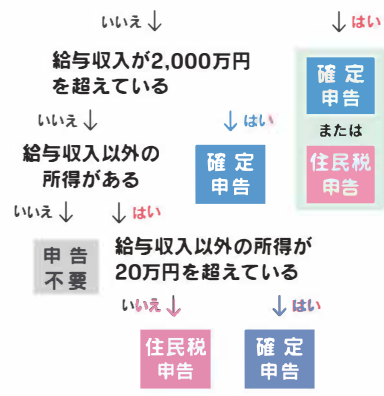 いいえ↓ ↓はい
給与収入が2,000万円
を超えている
確定
申告
または
住民税
申告
いいえ↓ ↓はい
給与収入以外の
所得がある
確定
申告
いいえ↓ ↓はい
申告
不要
給与収入以外の所得が
20万円を超えている
いいえ↓ ↓はい
住民税
申告
確定
申告